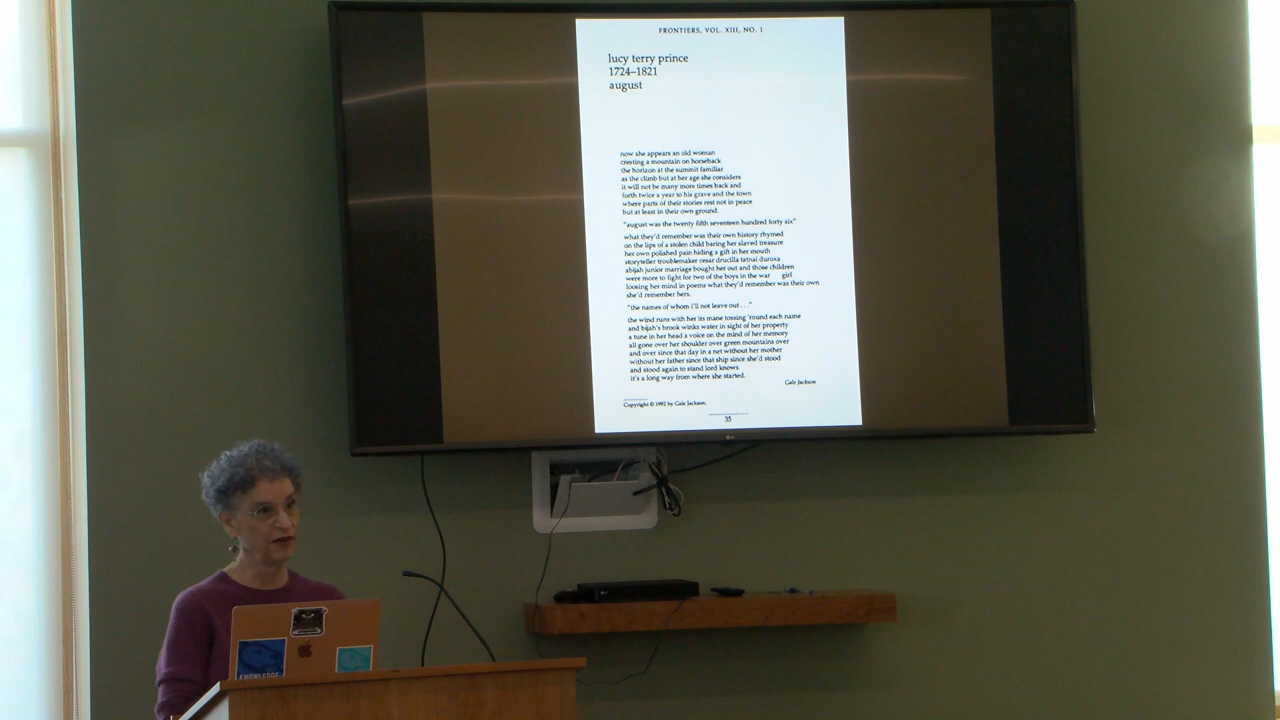 FRONTIERS, VOL. XIII, NO. 1
lucy terry prince
1724–1821
august
now she appears an old woman
cresting a mountain on horseback
the horizon at the summit familiar
as the climb but at her age she considers
it will not be many more times back and
forth twice a year to his grave and the town
where parts of their stories rest not in peace
but at least in their own ground.
"august was the twenty fifth seventeen hundred forty six"
what they'd remember was their own history rhymed
on the lips of a stolen child baring her slaved treasure
her own polished pain hiding a gift in her mouth
storyteller troublemaker cesar drucilla tatnai duroxa
abijah junior marriage bought her out and those children
were more to fight for two of the boys in the war girl
loosing her mind in poems what they'd remember was their own
she'd remember hers.
"the names of whom i'll not leave out . . ."
the wind runs with her its mane tossing 'round each name
and bijah's brook winks water in sight of her property
a tune in her head a voice on the mind of her memory
all gone over her shoulder over green mountains over
and over since that day in a net without her mother
without her father since that ship since she'd stood
and stood again to stand lord knows
it's a long way from where she started.
Gale Jackson
Copyright © 1992 by Gale Jackson.
35
LG
KNOWLEDGE